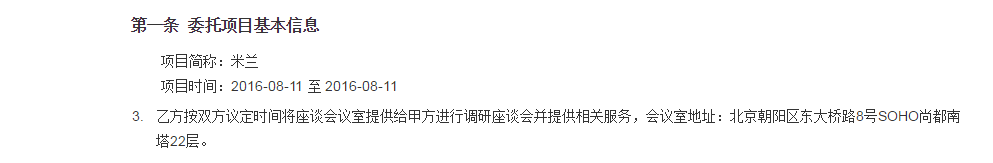 第一条 委托项目基本信息
项目简称：米兰
项目时间：2016-08-11 至 2016-08-11
3. 乙方按双方议定时间将座谈会议室提供给甲方进行调研座谈会并提供相关服务，会议室地址：北京朝阳区东大桥路8号SOHO尚都南
塔22层。